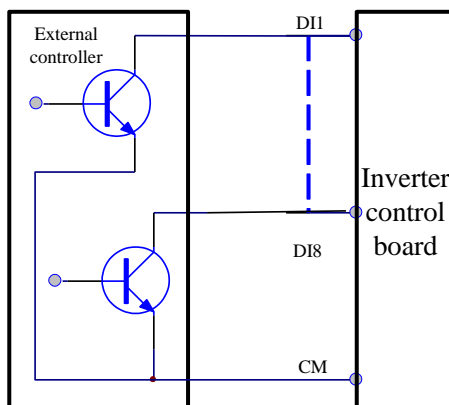 External
controller
DI1
Inverter
control
board
DI8
CM